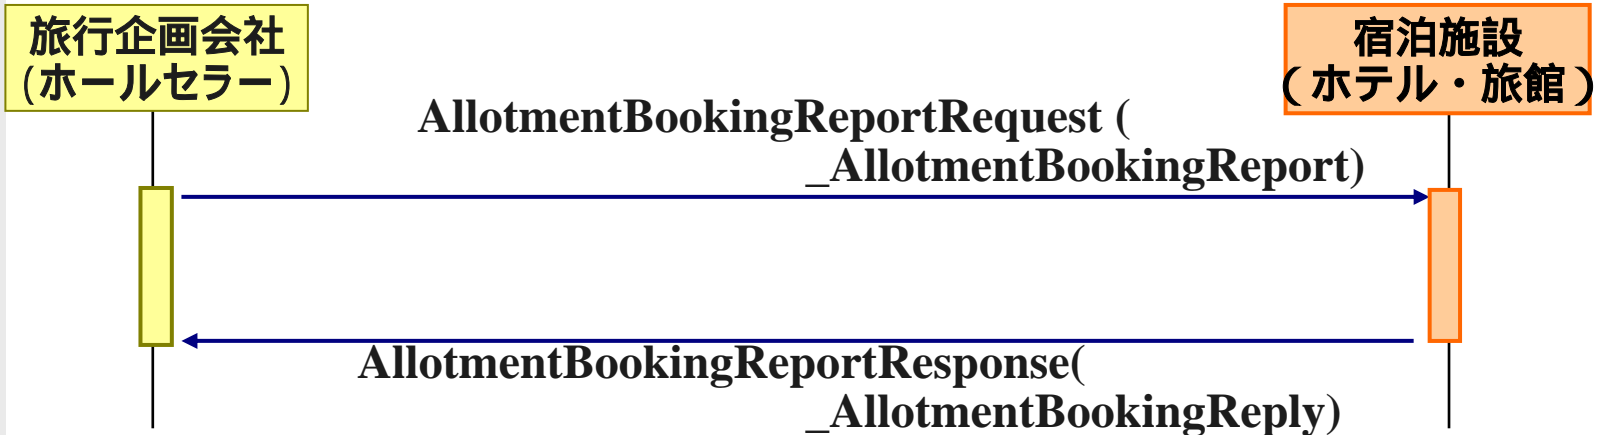 旅行企画会社
(ホールセラー)
宿泊施設
(ホテル・旅館)
AllotmentBookingReportRequest (
_AllotmentBookingReport)
AllotmentBookingReportResponse(
_AllotmentBookingReply)